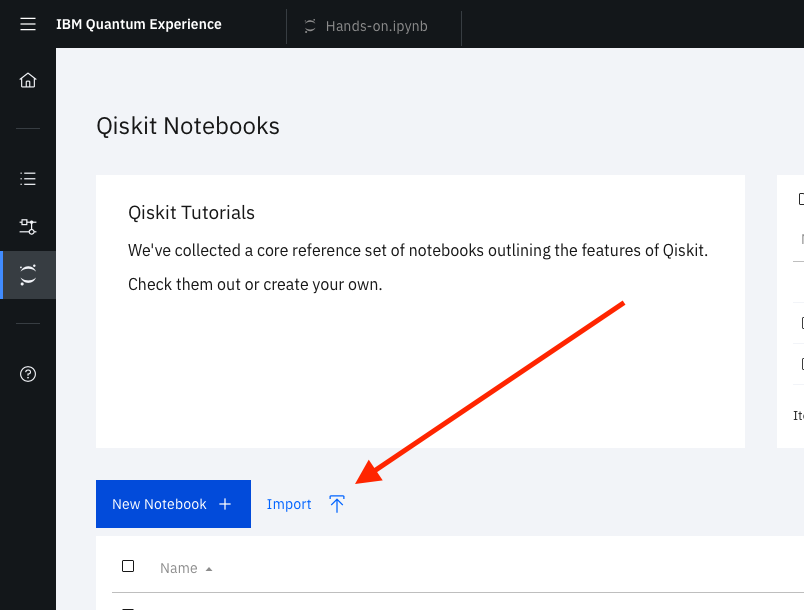 IBM Quantum Experience
Hands-on.ipynb
Qiskit Notebooks
Qiskit Tutorials
We've collected a core reference set of notebooks outlining the features of Qiskit.
Check them out or create your own.
New Notebook +
Import
Name